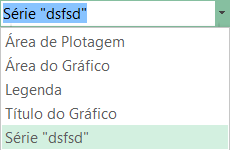 Série "dsfsd"
Área de Plotagem
Área do Gráfico
Legenda
Título do Gráfico
Série "dsfsd"